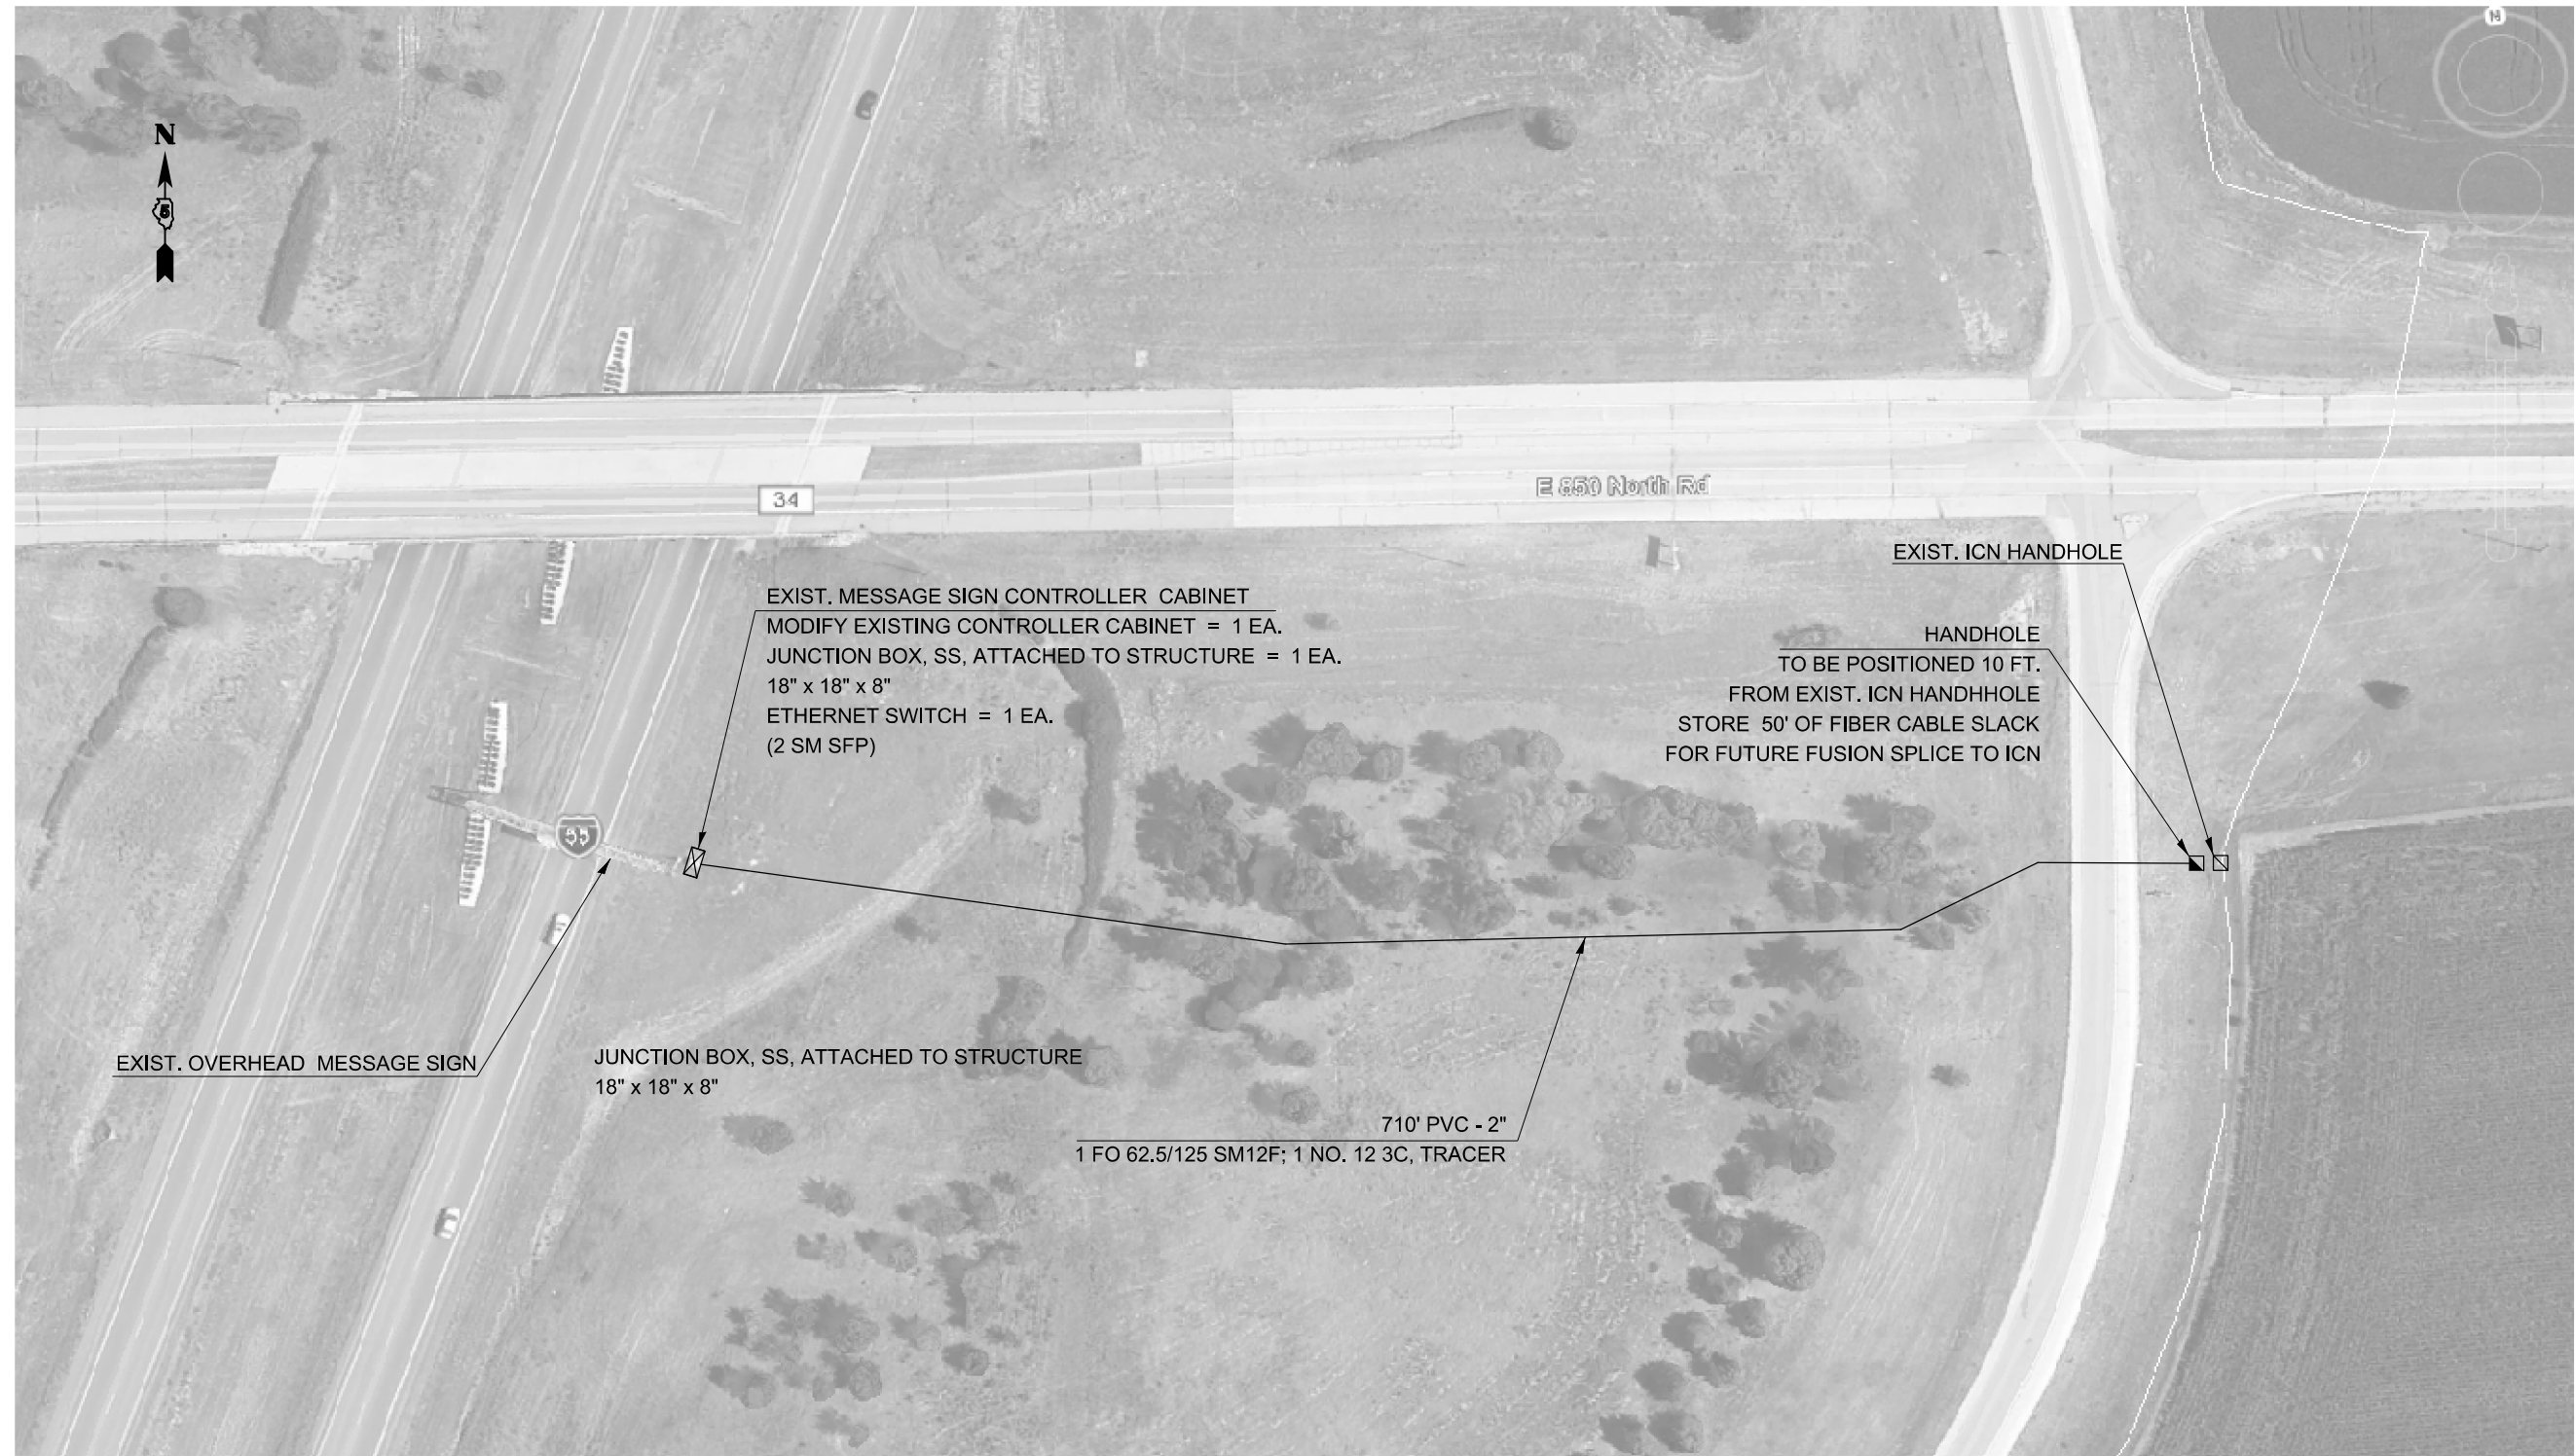 N
5
34
E 850 North Rd
EXIST. ICN HANDHOLE
EXIST. MESSAGE SIGN CONTROLLER CABINET
MODIFY EXISTING CONTROLLER CABINET = 1 EA.
JUNCTION BOX, SS, ATTACHED TO STRUCTURE = 1 EA.
18" x 18" x 8"
ETHERNET SWITCH = 1 EA.
(2 SM SFP)
HANDHOLE
TO BE POSITIONED 10 FT.
FROM EXIST. ICN HANDHHOLE
STORE 50' OF FIBER CABLE SLACK
FOR FUTURE FUSION SPLICE TO ICN
55
EXIST. OVERHEAD MESSAGE SIGN
JUNCTION BOX, SS, ATTACHED TO STRUCTURE
18" x 18" x 8"
710' PVC - 2"
1 FO 62.5/125 SM12F; 1 NO. 12 3C, TRACER